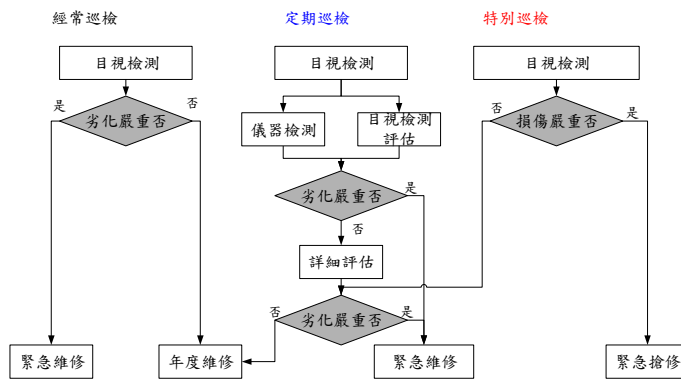 經常巡檢
定期巡檢
特別巡檢
目視檢測
目視檢測
目視檢測
是
劣化嚴重否
否
儀器檢測
目視檢測
評估
否
損傷嚴重否
是
劣化嚴重否
是
否
詳細評估
否
劣化嚴重否
是
緊急維修
年度維修
緊急維修
緊急搶修